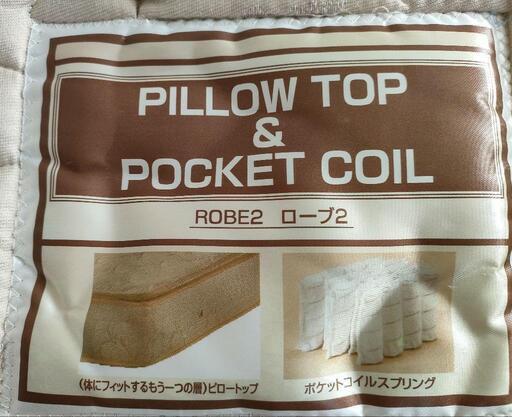 PILLOW TOP
&
POCKET COIL
ROBE2 ローブ2
(体にフィットするもう一つの層)ピロートップ
ポケットコイルスプリング